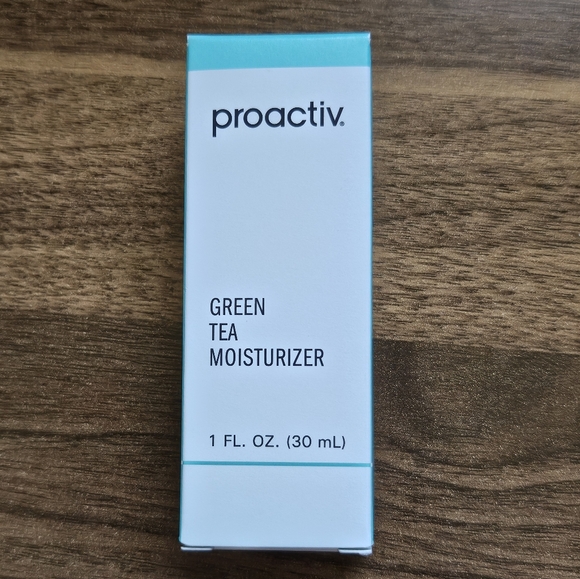 proactiv®
GREEN
TEA
MOISTURIZER
1 FL. OZ. (30 mL)